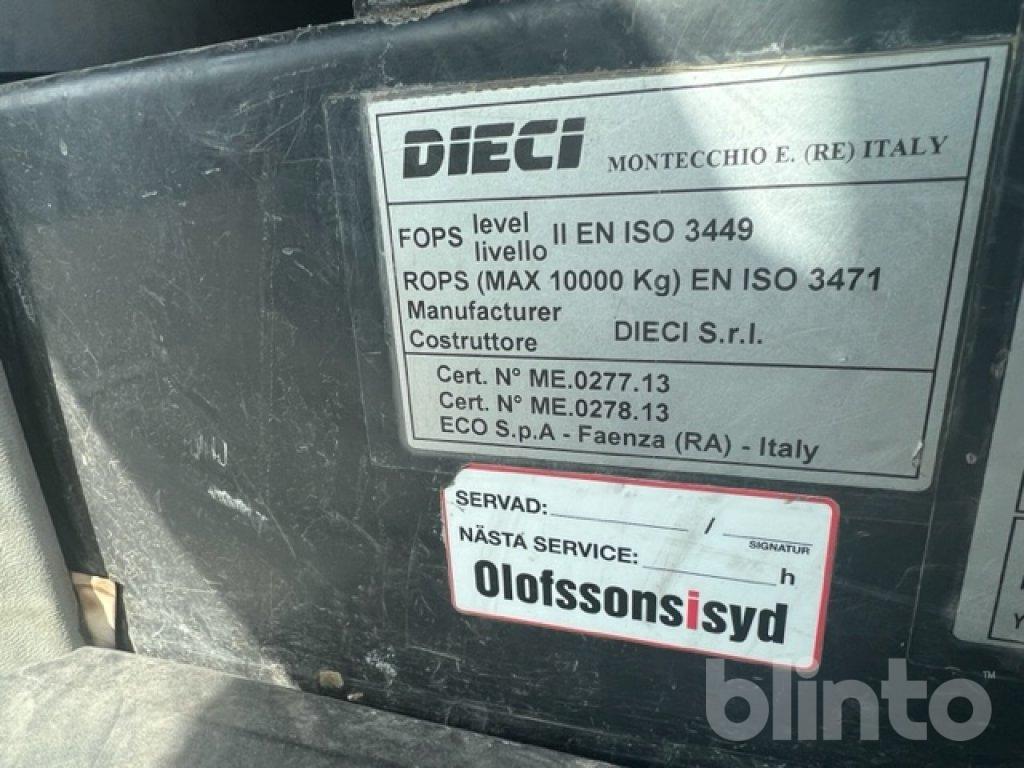 DIECI MONTECCHIO E. (RE) ITALY
FOPS level livello II EN ISO 3449
ROPS (MAX 10000 Kg) EN ISO 3471
Manufacturer
Costruttore DIECI S.r.l.
Cert. N° ME.0277.13
Cert. N° ME.0278.13
ECO S.p.A - Faenza (RA) - Italy
SERVAD: /
SIGNATUR
NÄSTA SERVICE: h
Olofssonsisyd
blinto™
Y